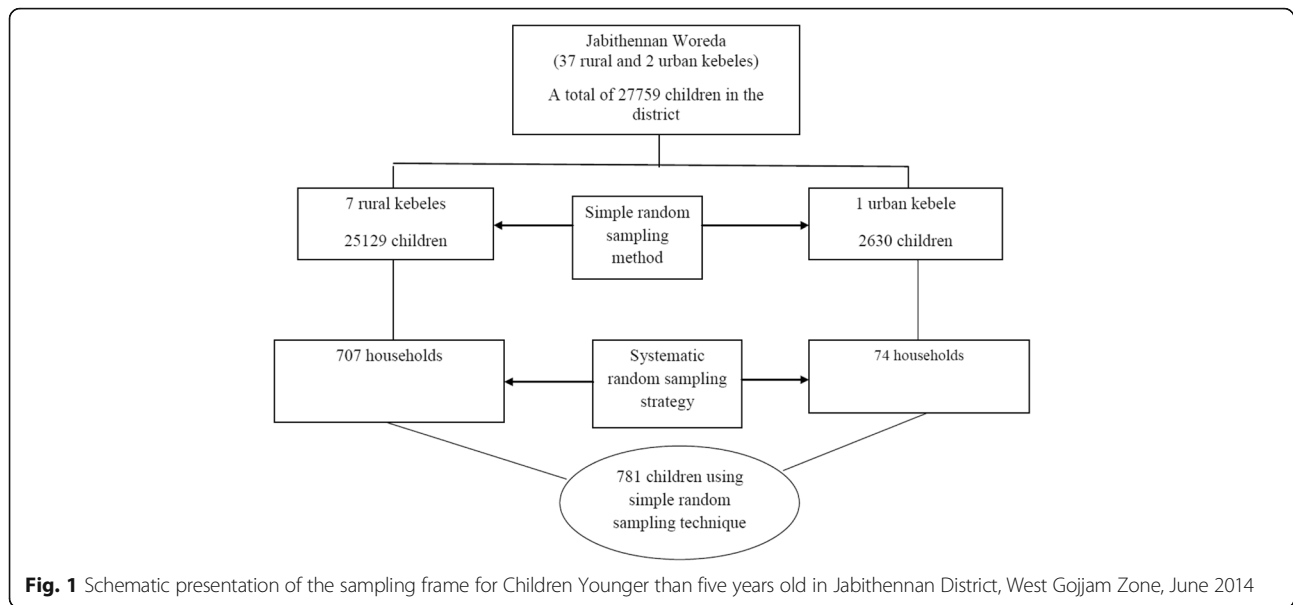 Jabithennan Woreda
(37 rural and 2 urban kebeles)
A total of 27759 children in the
district
7 rural kebeles
25129 children
Simple random
sampling
method
1 urban kebele
2630 children
707 households
Systematic
random sampling
strategy
74 households
781 children using
simple random
sampling technique
Fig. 1 Schematic presentation of the sampling frame for Children Younger than five years old in Jabithennan District, West Gojjam Zone, June 2014